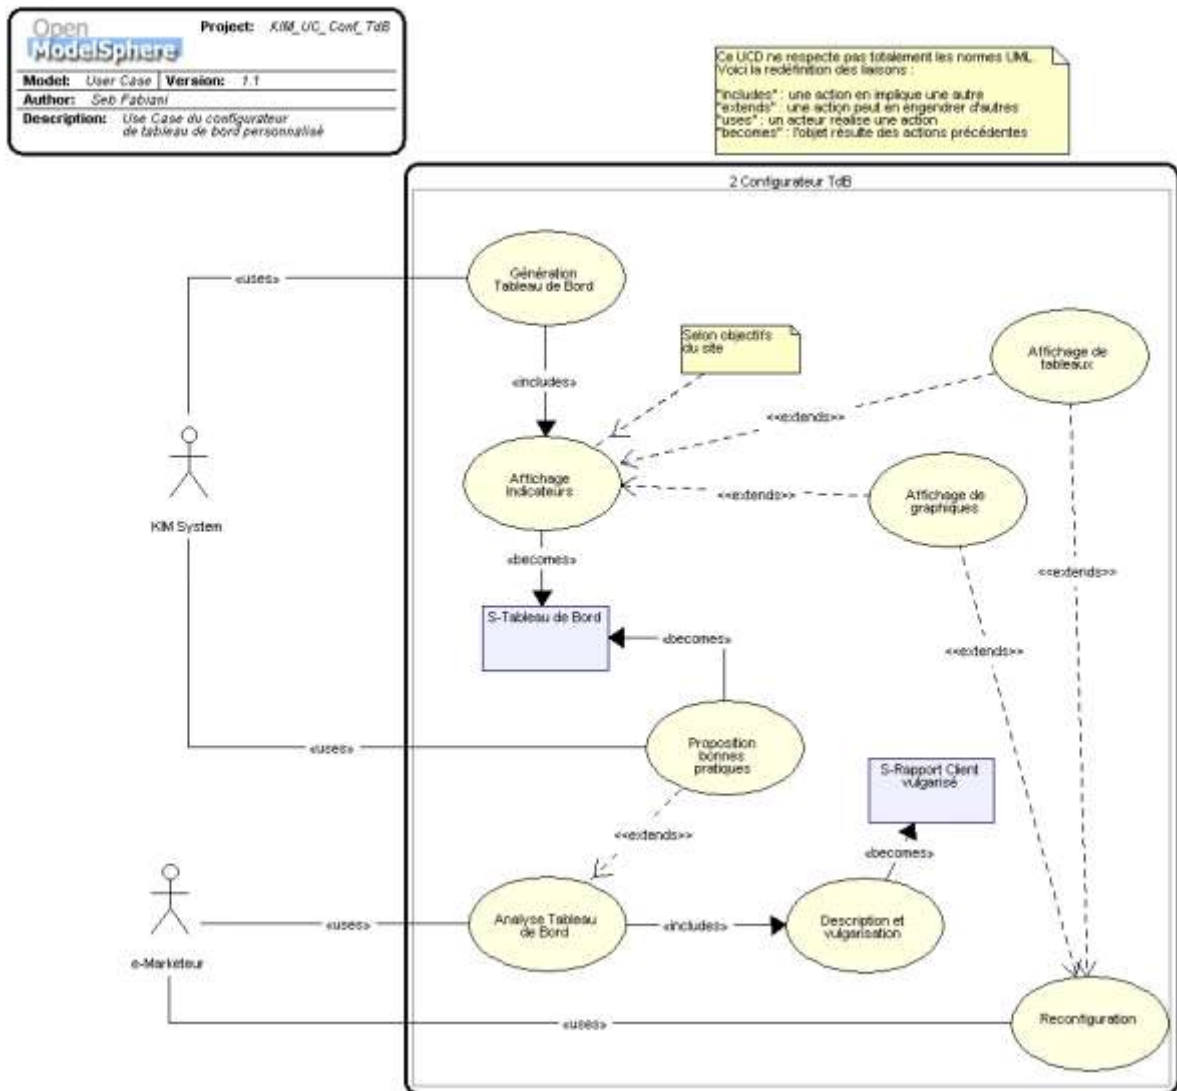 Open
ModelSphere
Project: KIM_UC_Conf_TdB
Model: User Case Version: 1.1
Author: Seb Fabiani
Description: Use Case du configurateur
de tableau de bord personnalisé
Ce UCD ne respecte pas totalement les normes UML.
Voici la redéfinition des liaisons :
"includes" : une action en implique une autre
"extends" : une action peut en engendrer d'autres
"uses" : un acteur réalise une action
"becomes" : l'objet résulte des actions précédentes
2 Configurateur TdB
Génération
Tableau de Bord
«uses»
Selon objectifs
du site
Affichage de
tableaux
«includes»
<<extends>>
Affichage
Indicateurs
<<extends>>
Affichage de
graphiques
KIM System
«becomes»
<<extends>>
S-Tableau de Bord
«becomes»
<<extends>>
Proposition
bonnes
pratiques
«uses»
S-Rapport Client
vulgarisé
<<extends>>
«becomes»
Analyse Tableau
de Bord
«uses»
«includes»
Description et
vulgarisation
e-Marketeur
«uses»
Reconfiguration